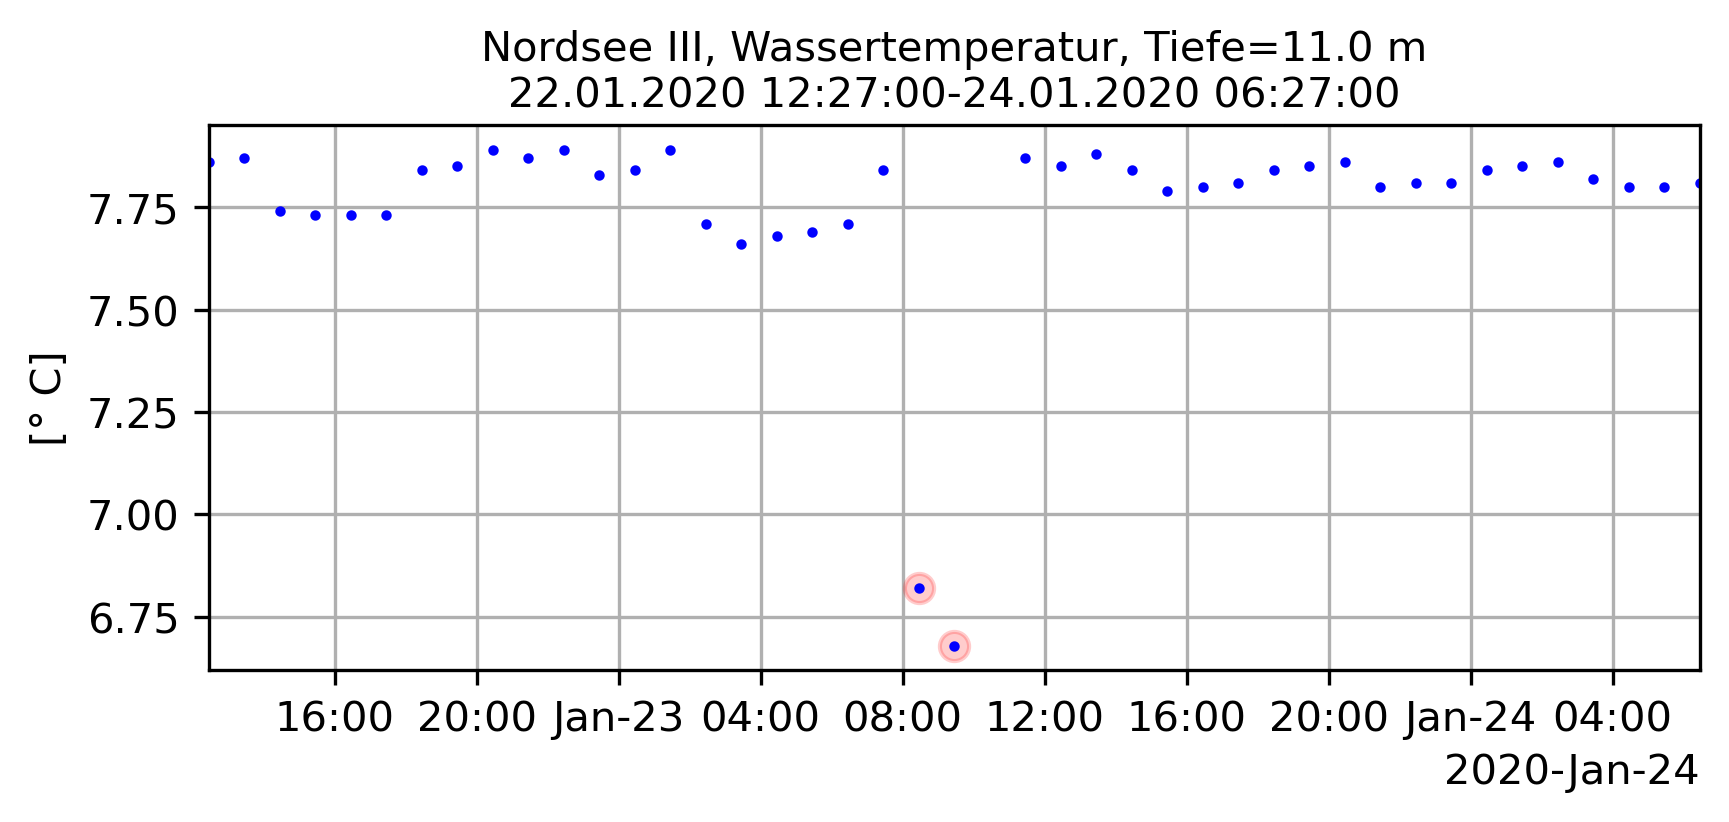 Nordsee III, Wassertemperatur, Tiefe=11.0 m
22.01.2020 12:27:00-24.01.2020 06:27:00
[° C]
7.75
7.50
7.25
7.00
6.75
16:00 20:00 Jan-23 04:00 08:00 12:00 16:00 20:00 Jan-24 04:00
2020-Jan-24